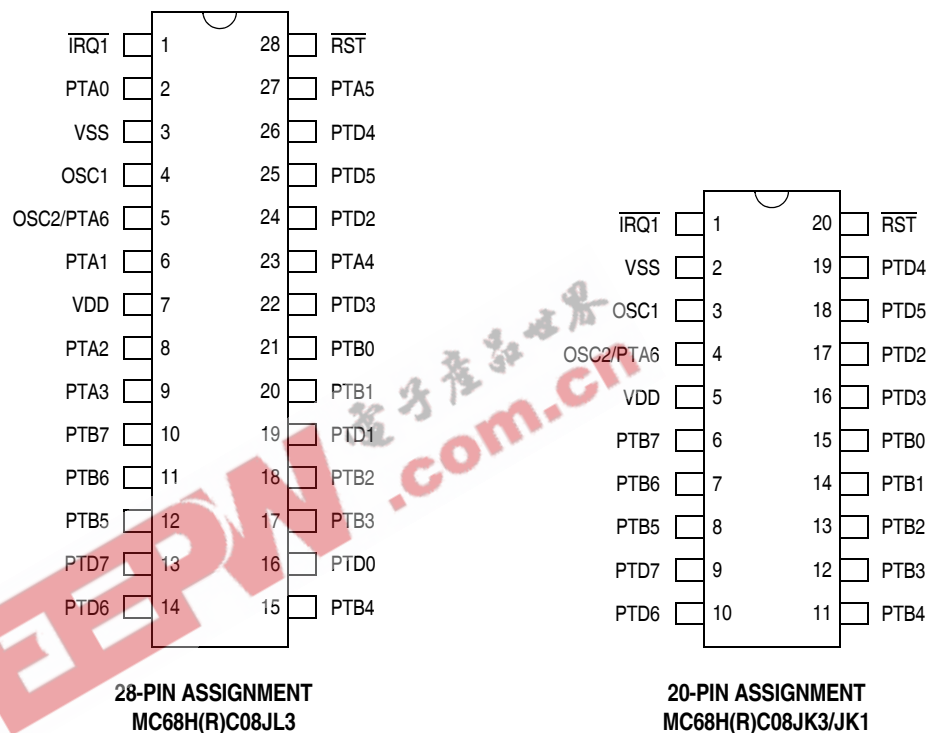 IRQ1 1 28 RST
PTA0 2 27 PTA5
VSS 3 26 PTD4
OSC1 4 25 PTD5
OSC2/PTA6 5 24 PTD2
PTA1 6 23 PTA4
VDD 7 22 PTD3
PTA2 8 21 PTB0
PTA3 9 20 PTB1
PTB7 10 19 PTD1
PTB6 11 18 PTB2
PTB5 12 17 PTB3
PTD7 13 16 PTD0
PTD6 14 15 PTB4
28-PIN ASSIGNMENT
MC68H(R)C08JL3
IRQ1 1 20 RST
VSS 2 19 PTD4
OSC1 3 18 PTD5
OSC2/PTA6 4 17 PTD2
VDD 5 16 PTD3
PTB7 6 15 PTB0
PTB6 7 14 PTB1
PTB5 8 13 PTB2
PTD7 9 12 PTB3
PTD6 10 11 PTB4
20-PIN ASSIGNMENT
MC68H(R)C08JK3/JK1
EEPW.com.cn
電子產品世界